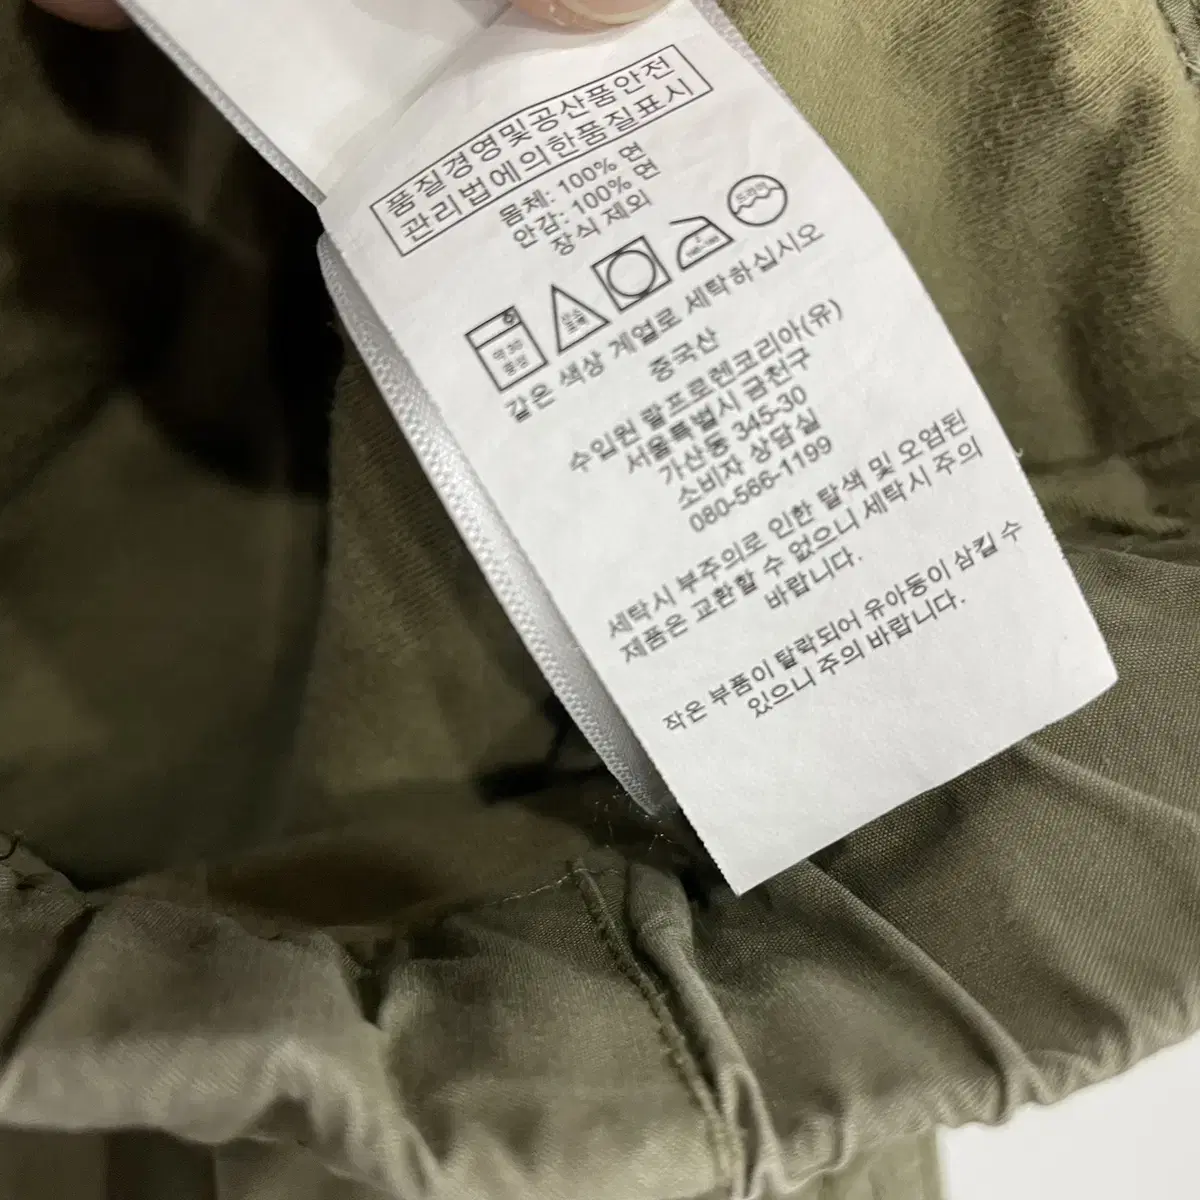 품질경영및공산품안전
관리법에의한품질표시
몸체: 100% 면
안감: 100% 면
장식 제외
드라이
약 30
중성
같은 색상 계열로 세탁하십시오
중국산
수입원 랄프로렌코리아(유)
서울특별시 금천구
가산동 345-30
소비자 상담실
080-566-1199
세탁시 부주의로 인한 탈색 및 오염된
제품은 교환할 수 없으니 세탁시 주의
바랍니다.
작은 부품이 탈락되어 유아동이 삼킬 수
있으니 주의 바랍니다.